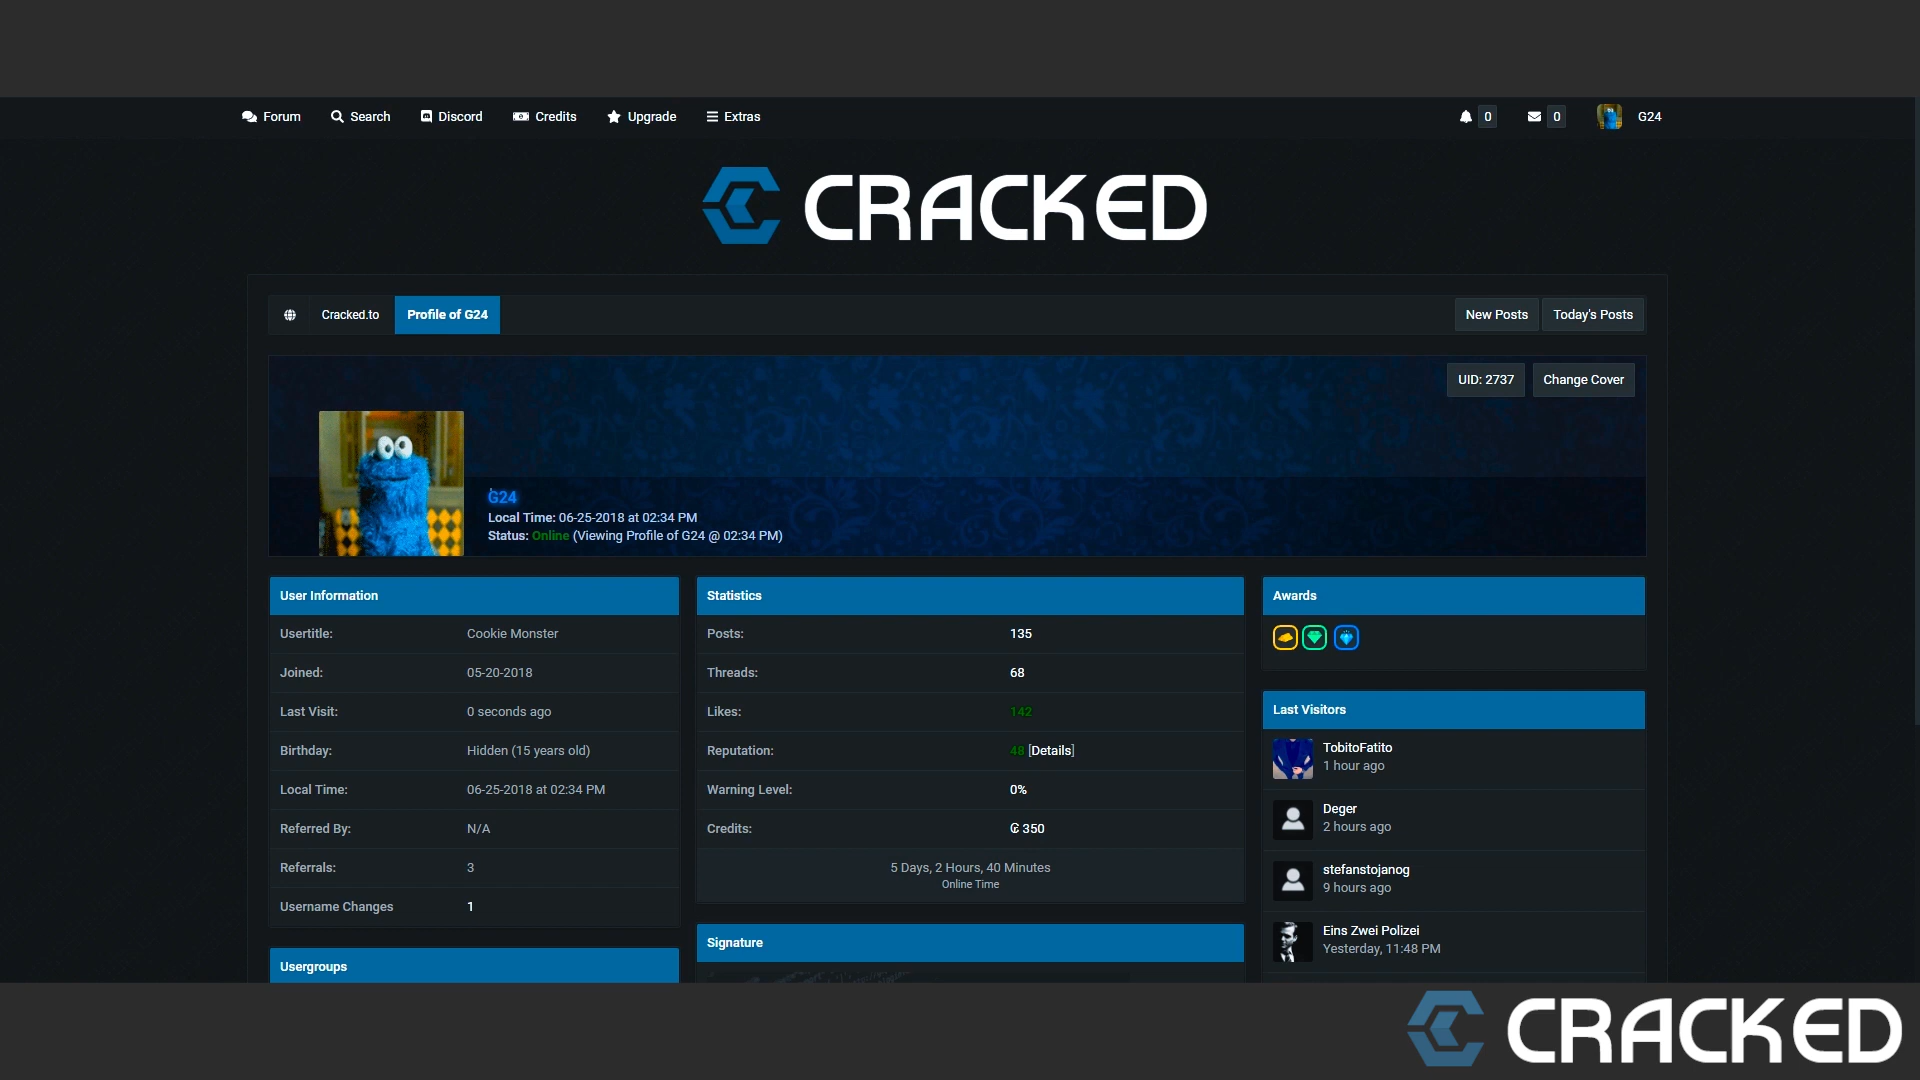 Forum Search Discord Credits Upgrade Extras 0 0 G24
CRACKED
Cracked.to Profile of G24 New Posts Today's Posts
UID: 2737 Change Cover
G24
Local Time: 06-25-2018 at 02:34 PM
Status: Online (Viewing Profile of G24 @ 02:34 PM)
User Information
Usertitle: Cookie Monster
Joined: 05-20-2018
Last Visit: 0 seconds ago
Birthday: Hidden (15 years old)
Local Time: 06-25-2018 at 02:34 PM
Referred By: N/A
Referrals: 3
Username Changes 1
Usergroups
Statistics
Posts: 135
Threads: 68
Likes: 142
Reputation: 48 [Details]
Warning Level: 0%
Credits: ₢ 350
5 Days, 2 Hours, 40 Minutes
Online Time
Signature
Awards
Last Visitors
TobitoFatito
1 hour ago
Deger
2 hours ago
stefanstojanog
9 hours ago
Eins Zwei Polizei
Yesterday, 11:48 PM
CRACKED